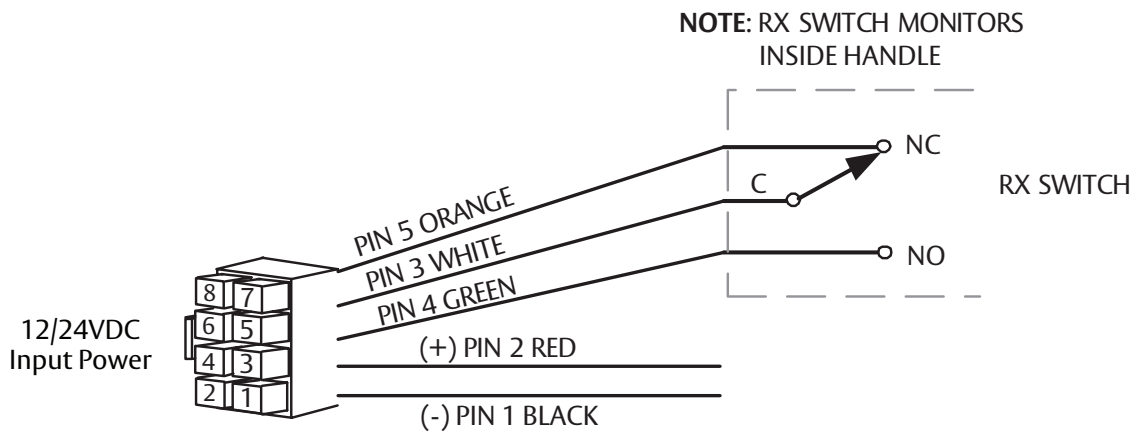 NOTE: RX SWITCH MONITORS
INSIDE HANDLE
NC
C
RX SWITCH
PIN 5 ORANGE
PIN 3 WHITE
NO
PIN 4 GREEN
8 7
6 5
4 3
2 1
12/24VDC
Input Power
(+) PIN 2 RED
(-) PIN 1 BLACK